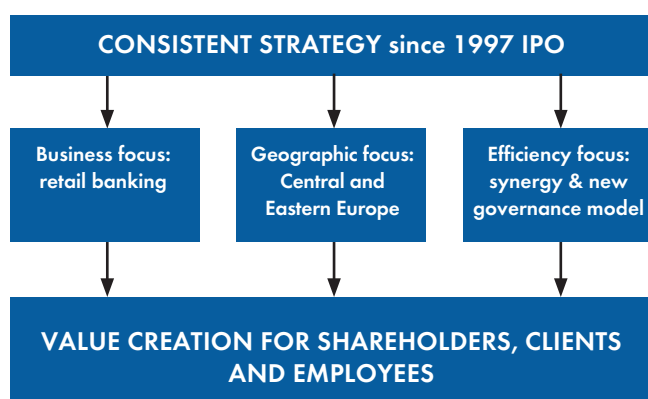 CONSISTENT STRATEGY since 1997 IPO
Business focus:
retail banking
Geographic focus:
Central and
Eastern Europe
Efficiency focus:
synergy & new
governance model
VALUE CREATION FOR SHAREHOLDERS, CLIENTS
AND EMPLOYEES